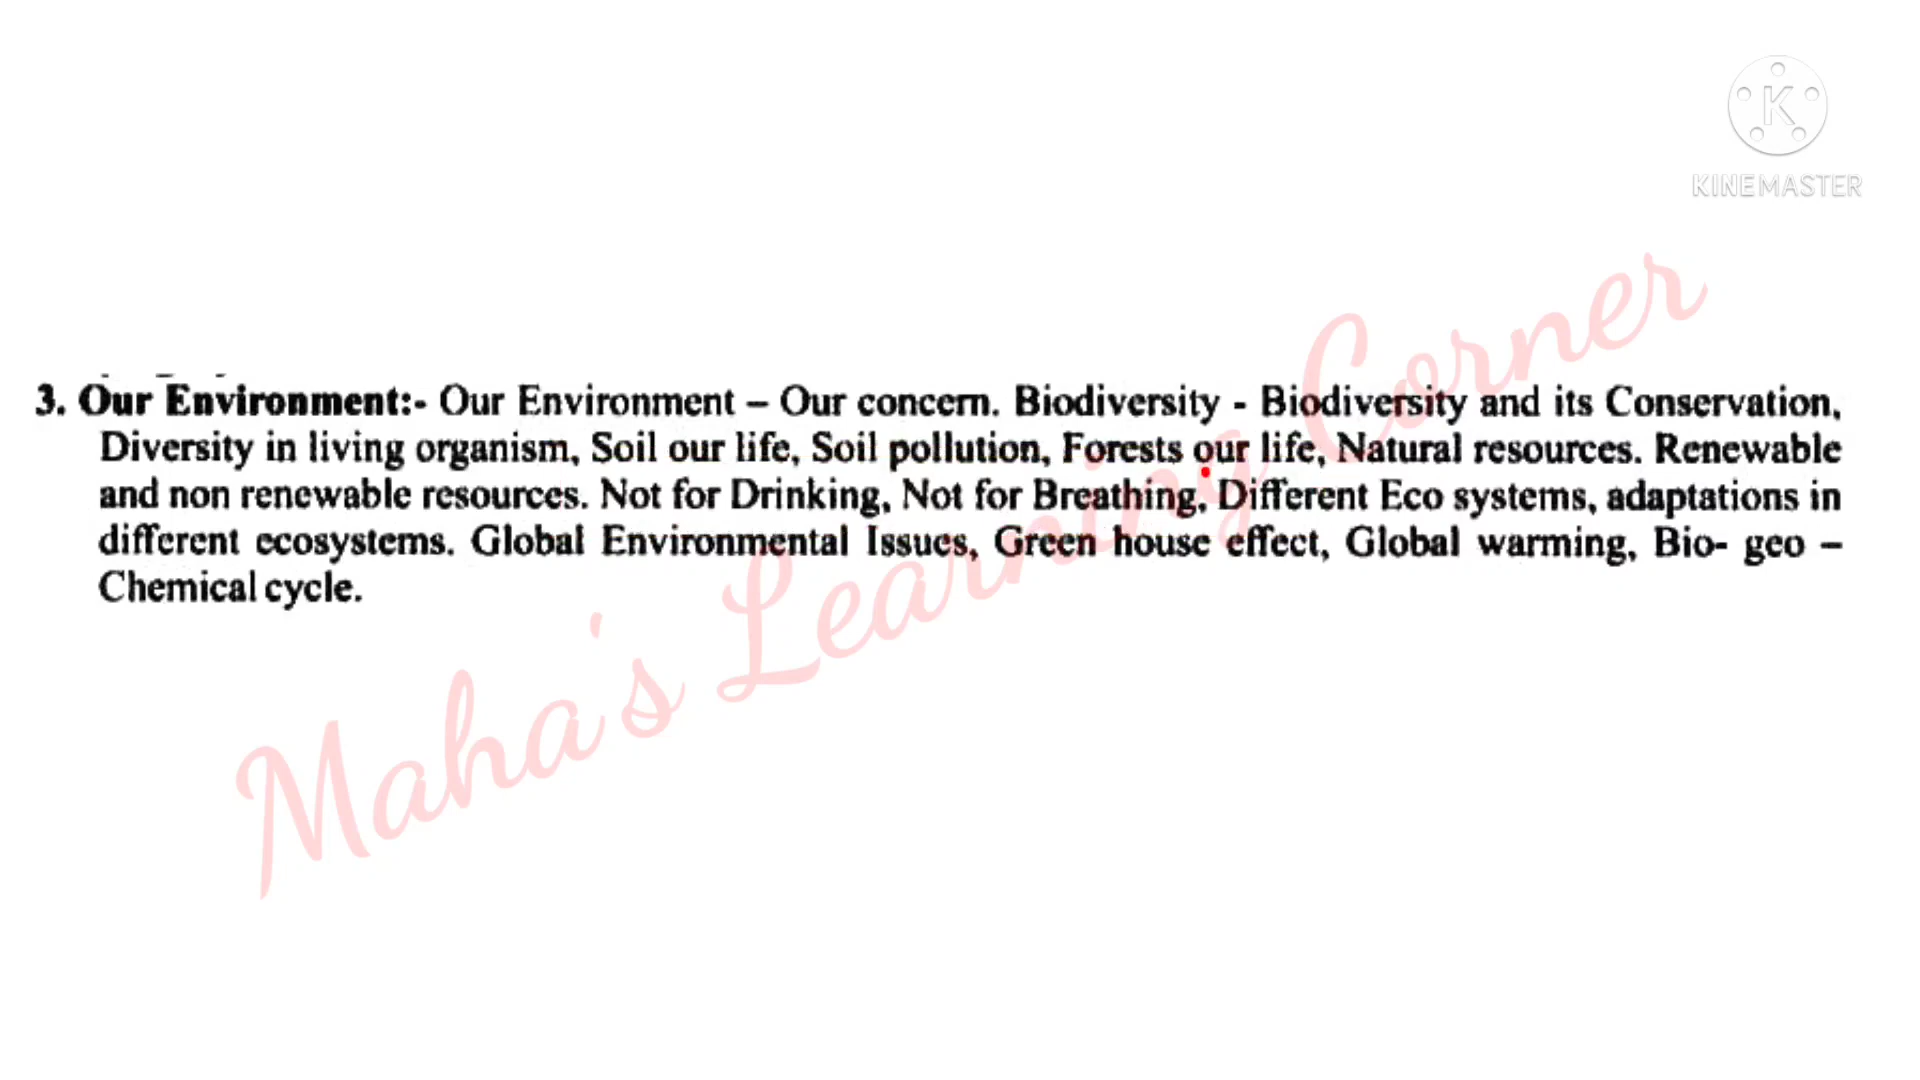 K
KINEMASTER
3. Our Environment:- Our Environment – Our concern. Biodiversity - Biodiversity and its Conservation,
Diversity in living organism, Soil our life, Soil pollution, Forests our life, Natural resources. Renewable
and non renewable resources. Not for Drinking, Not for Breathing, Different Eco systems, adaptations in
different ecosystems. Global Environmental Issues, Green house effect, Global warming, Bio- geo –
Chemical cycle.
Maha's Learning Corner